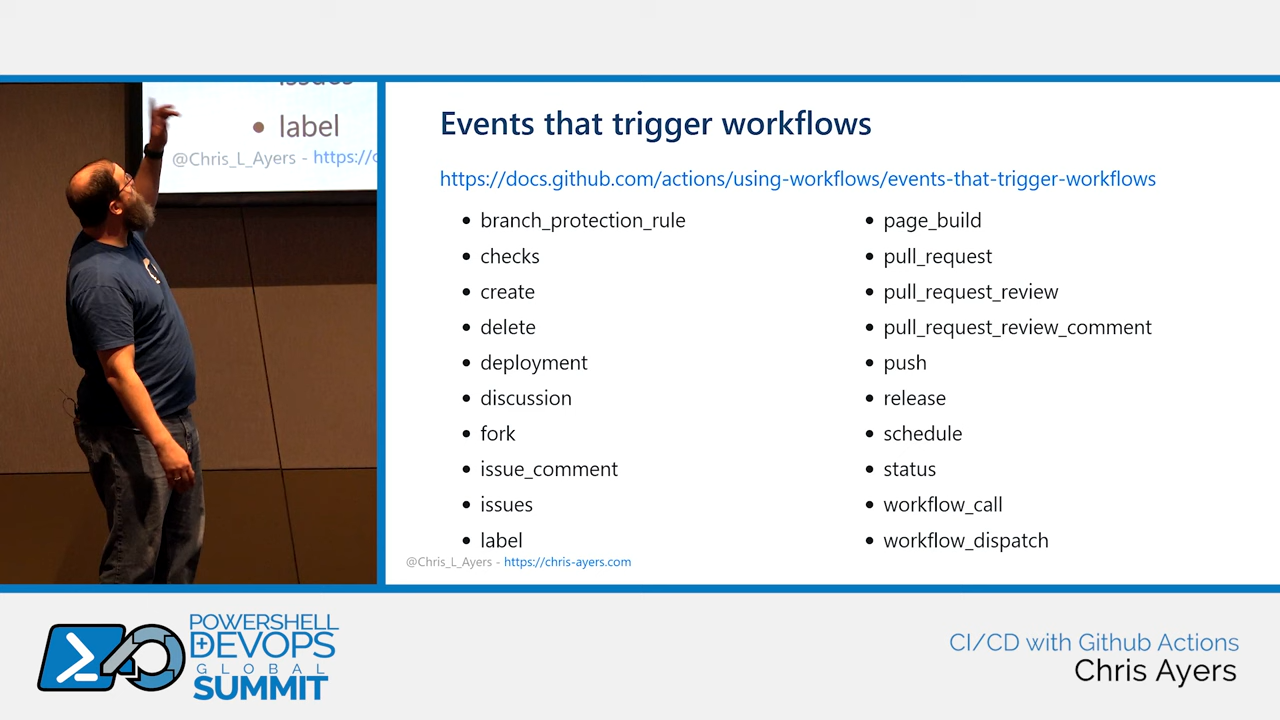 issues
label
@Chris_L_Ayers - https://c
Events that trigger workflows
https://docs.github.com/actions/using-workflows/events-that-trigger-workflows
branch_protection_rule
checks
create
delete
deployment
discussion
fork
issue_comment
issues
label
page_build
pull_request
pull_request_review
pull_request_review_comment
push
release
schedule
status
workflow_call
workflow_dispatch
@Chris_L_Ayers - https://chris-ayers.com
POWERSHELL
+DEVOPS
GLOBAL
SUMMIT
CI/CD with Github Actions
Chris Ayers